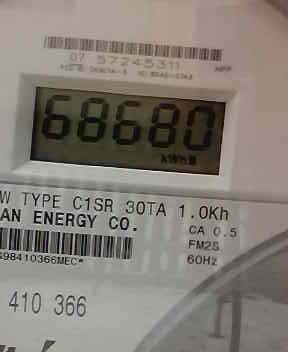 07 57245311
68680
kWh
W TYPE C1SR 30TA 1.0Kh
AN ENERGY CO.
CA 0.5
FM2S
60Hz
498410366MEC*
410 366